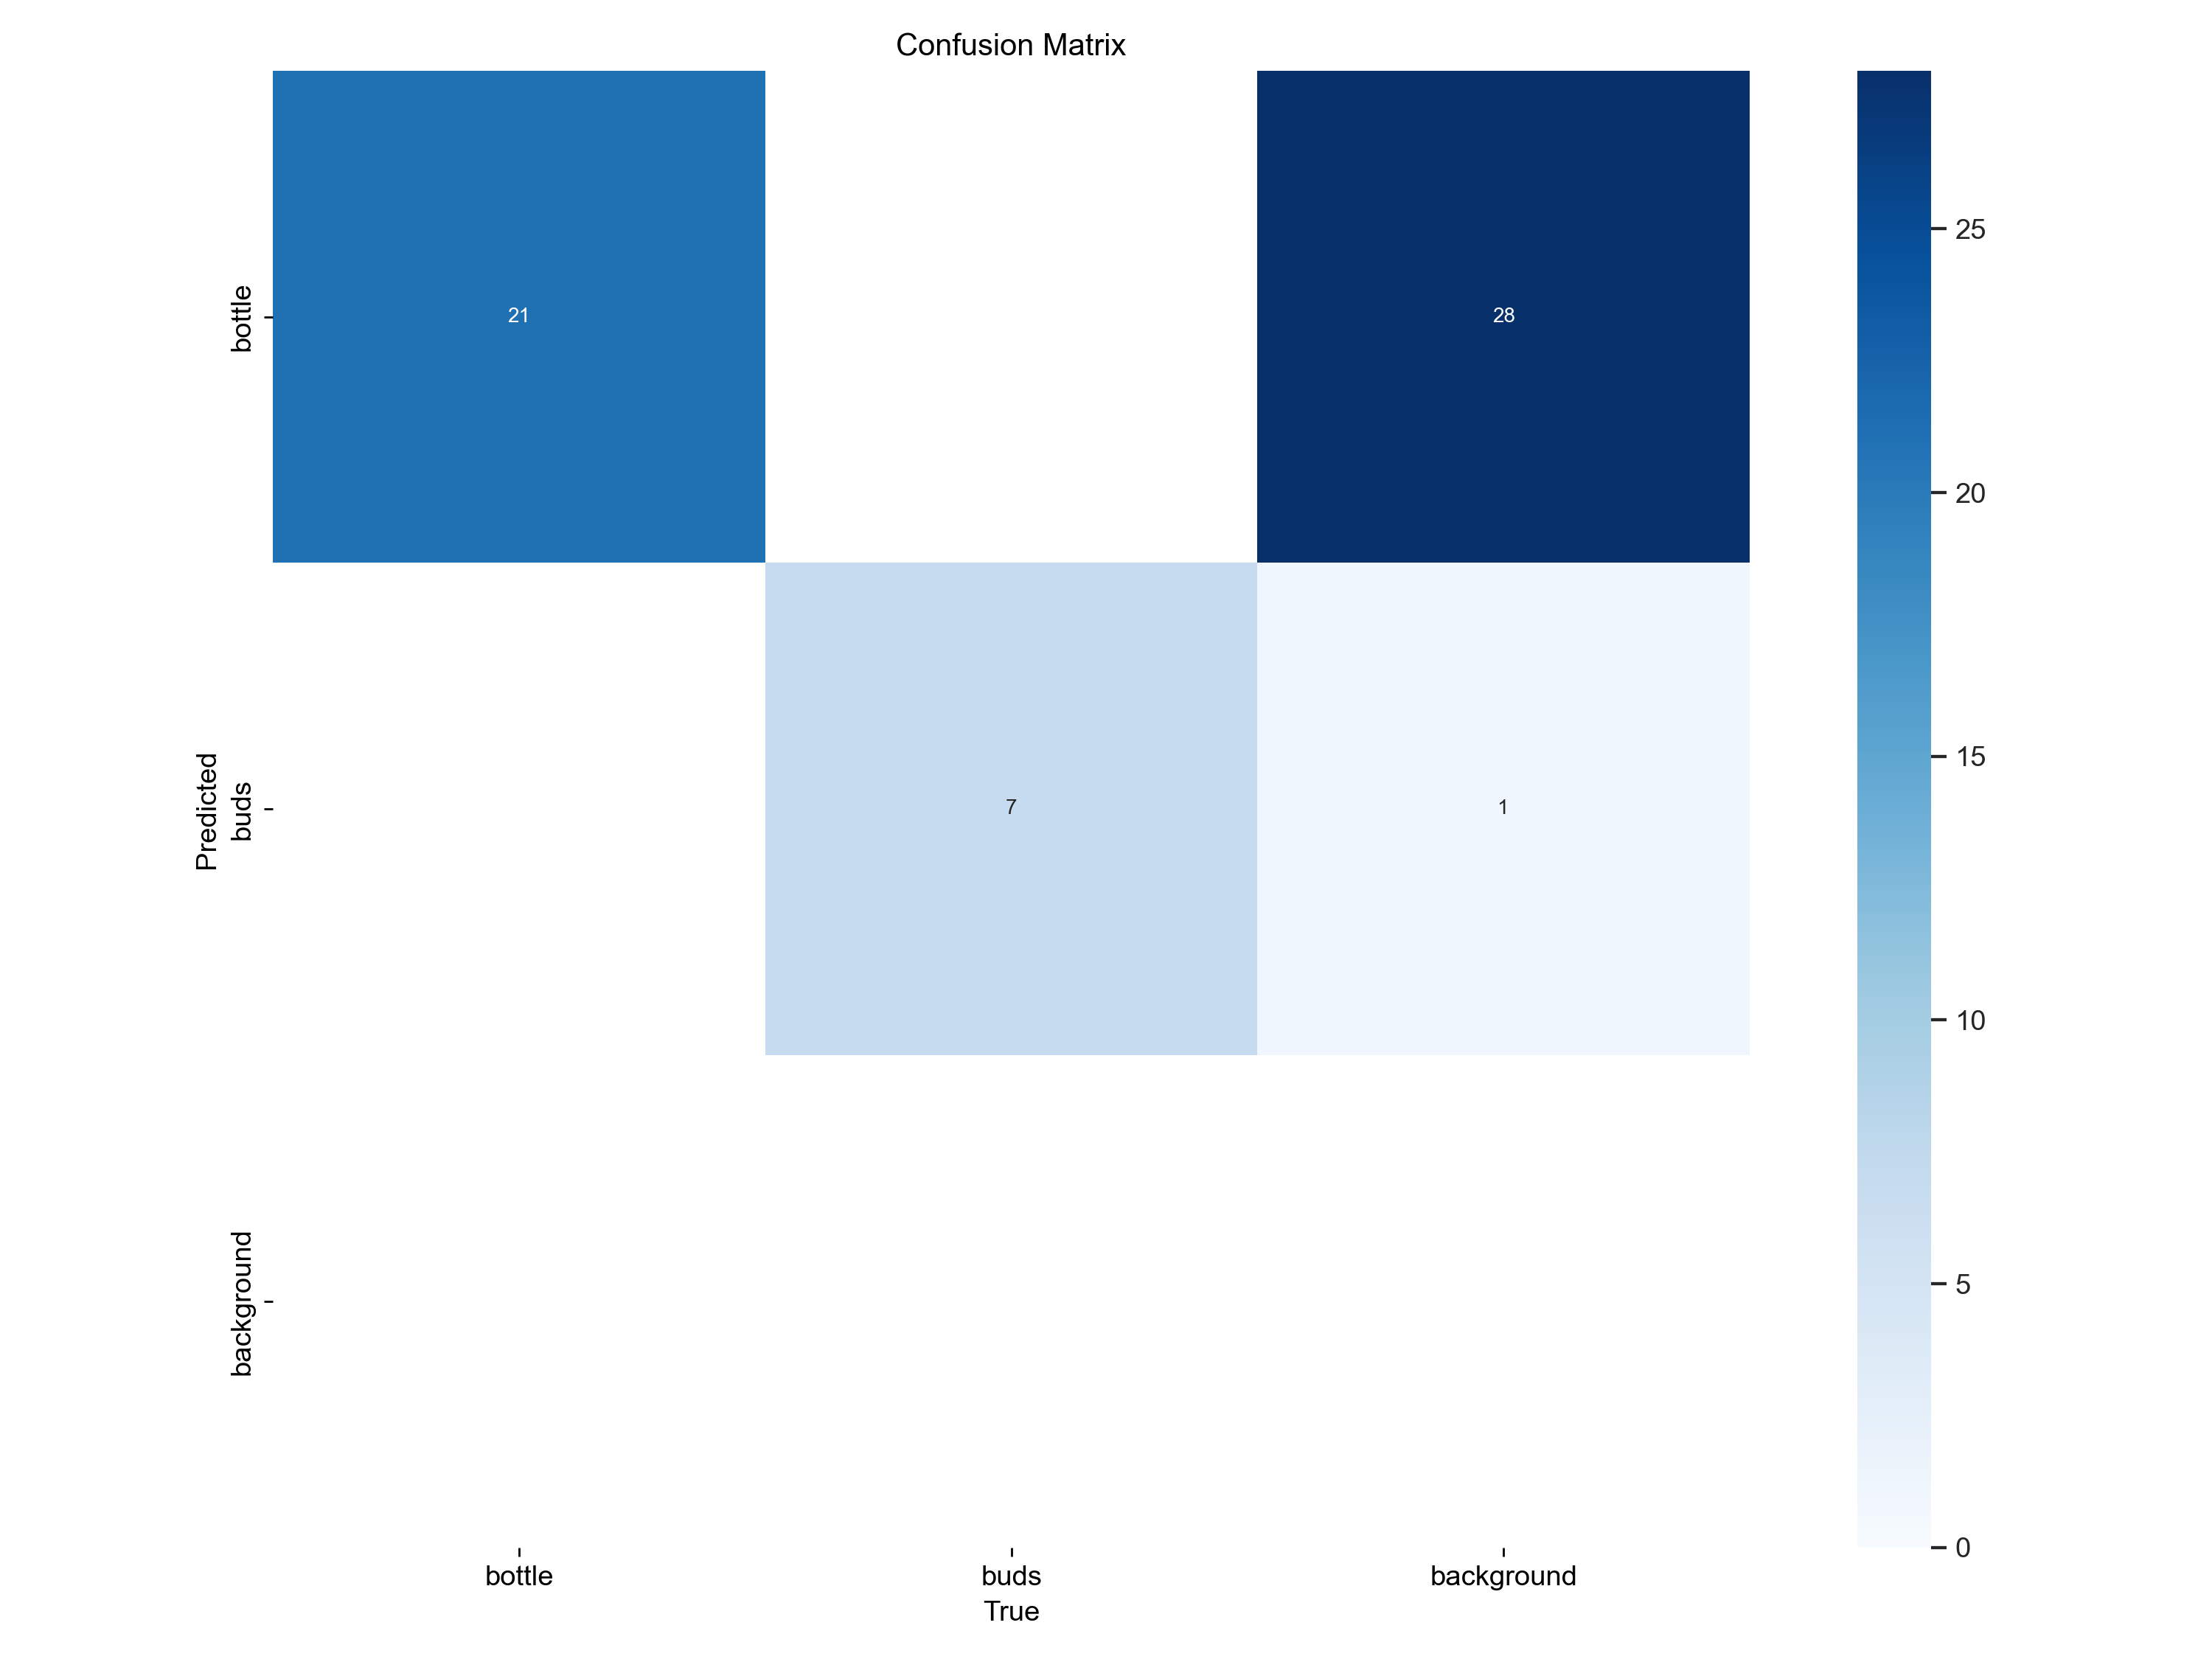 Confusion Matrix
Predicted
bottle
21
28
buds
7
1
background
bottle
buds
background
True
25
20
15
10
5
0